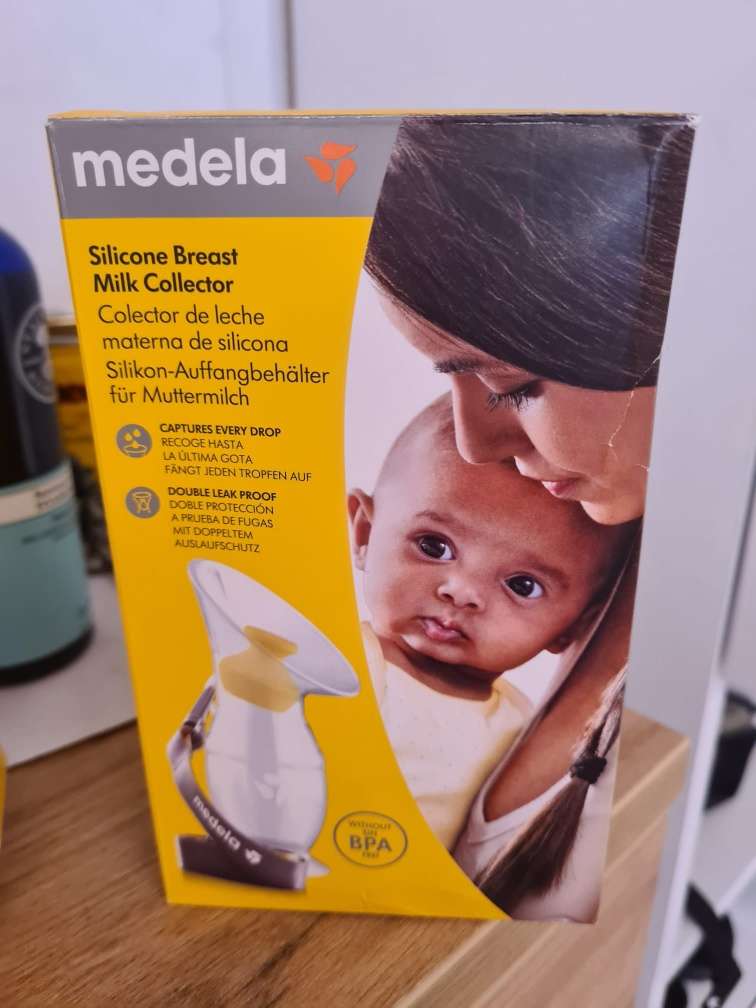 medela
Silicone Breast
Milk Collector
Colector de leche
materna de silicona
Silikon-Auffangbehälter
für Muttermilch
CAPTURES EVERY DROP
RECOGE HASTA
LA ÚLTIMA GOTA
FÄNGT JEDEN TROPFEN AUF
DOUBLE LEAK PROOF
DOBLE PROTECCIÓN
A PRUEBA DE FUGAS
MIT DOPPELTEM
AUSLAUFSCHUTZ
medela
WITHOUT
SIN
BPA
FREI